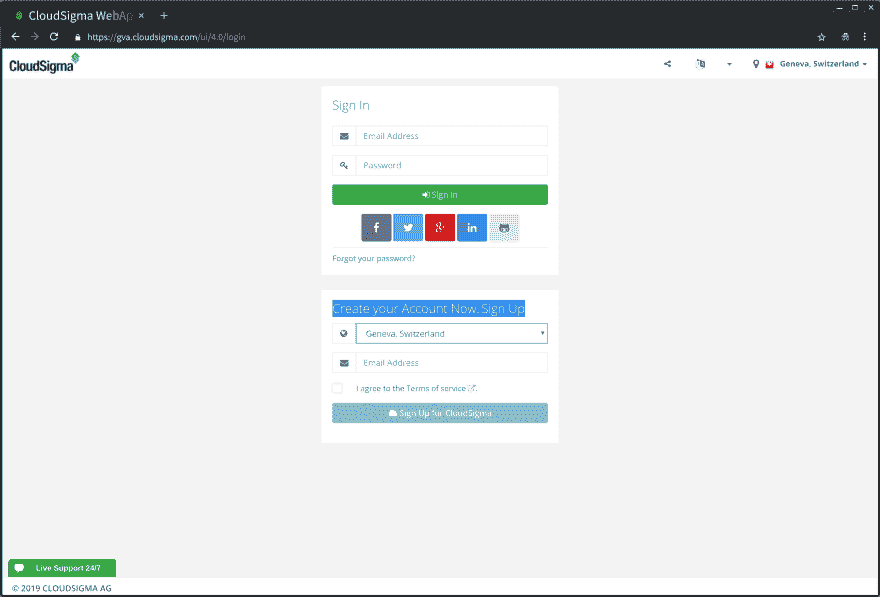 CloudSigma WebAp
https://gva.cloudsigma.com/ui/4.0/login
CloudSigma
Geneva, Switzerland
Sign In
Email Address
Password
Sign In
Forgot your password?
Create your Account Now. Sign Up
Geneva, Switzerland
Email Address
I agree to the Terms of service
Sign Up for CloudSigma
Live Support 24/7
© 2019 CLOUDSIGMA AG